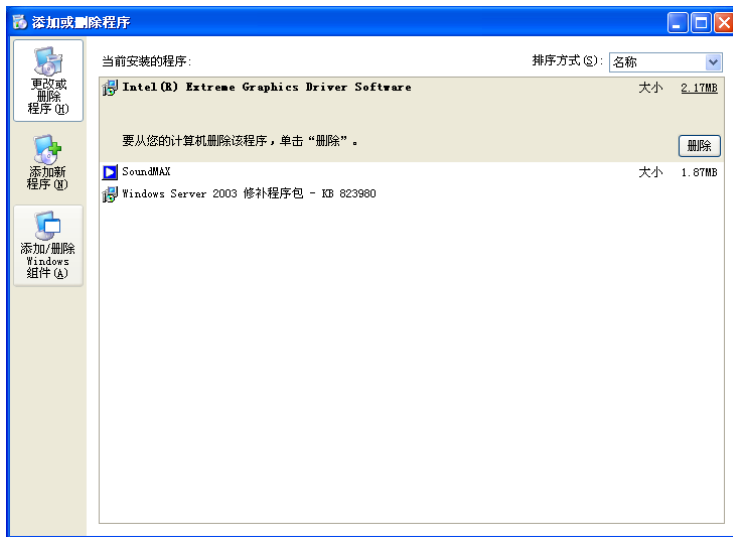 添加或删除程序
更改或
删除
程序(H)
当前安装的程序:
排序方式(S): 名称
Intel(R) Extreme Graphics Driver Software 大小 2.17MB
要从您的计算机删除该程序，单击“删除”。
删除
添加新
程序(N)
SoundMAX 大小 1.87MB
Windows Server 2003 修补程序包 - KB 823980
添加/删除
Windows
组件(A)